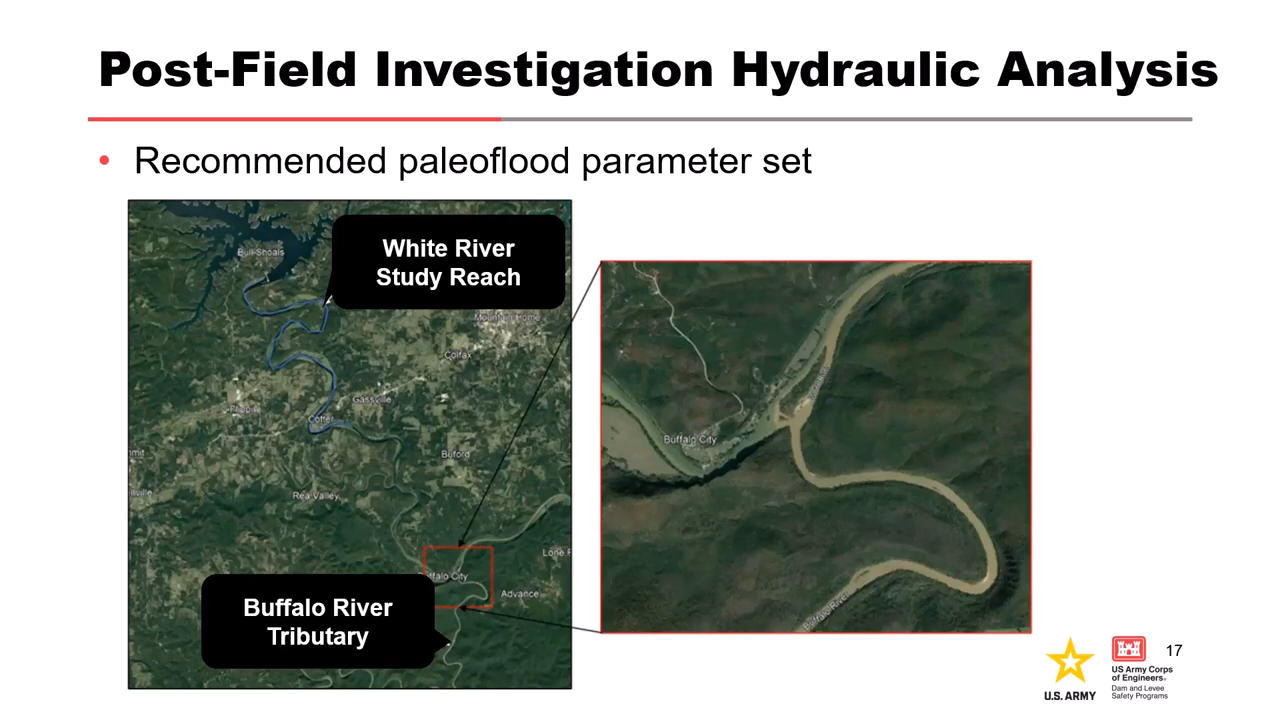 Post-Field Investigation Hydraulic Analysis
• Recommended paleoflood parameter set
White River
Study Reach
Bull Shoals
Mountain Home
Colfax
Flippin
Gassville
Cotter
Buford
Rea Valley
Buffalo City
Advance
Buffalo River
Tributary
Buffalo City
Buffalo River
17
U.S. ARMY
US Army Corps
of Engineers®
Dam and Levee
Safety Programs